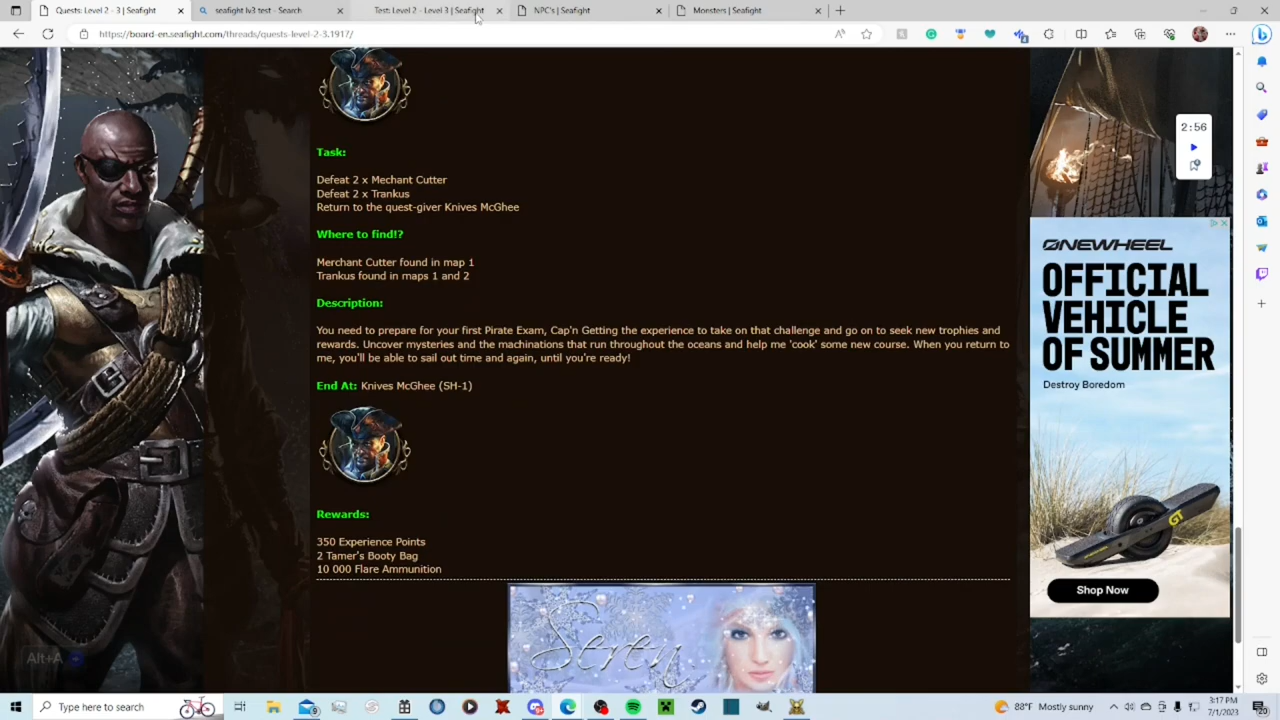 Quests: Level 2 - 3 | Seafight
seafight lv3 test - Search
Test: Level 2 - Level 3 | Seafight
NPC's | Seafight
Monsters | Seafight
https://board-en.seafight.com/threads/quests-level-2-3.1917/
2:56
Task:
Defeat 2 x Mechant Cutter
Defeat 2 x Trankus
Return to the quest-giver Knives McGhee
Where to find!?
Merchant Cutter found in map 1
Trankus found in maps 1 and 2
Description:
You need to prepare for your first Pirate Exam, Cap'n Getting the experience to take on that challenge and go on to seek new trophies and
rewards. Uncover mysteries and the machinations that run throughout the oceans and help me 'cook' some new course. When you return to
me, you'll be able to sail out time and again, until you're ready!
End At: Knives McGhee (SH-1)
Rewards:
350 Experience Points
2 Tamer's Booty Bag
10 000 Flare Ammunition
Seren
ONEWHEEL
OFFICIAL
VEHICLE
OF SUMMER
Destroy Boredom
GT
Shop Now
Alt+A
Type here to search
88°F Mostly sunny
3:17 PM
7/1/2023